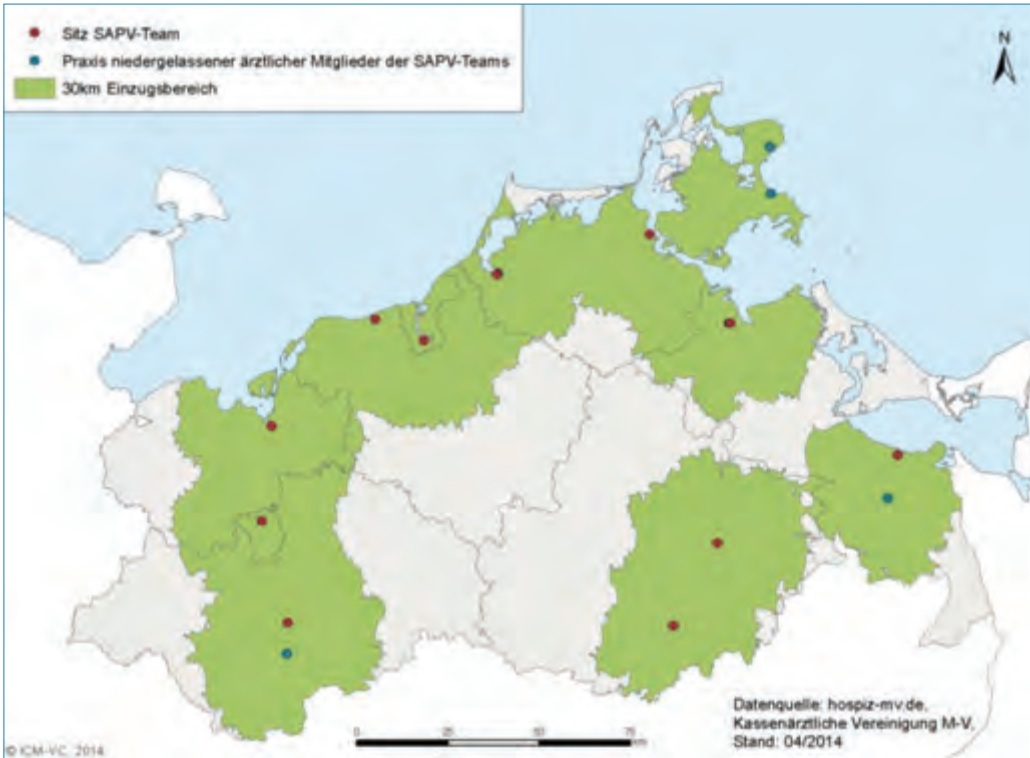 Sitz SAPV-Team
Praxis niedergelassener ärztlicher Mitglieder der SAPV-Teams
30km Einzugsbereich
N
Datenquelle: hospiz-mv.de,
Kassenärztliche Vereinigung M-V,
Stand: 04/2014
0 25 50 75
© ICM-VC, 2014